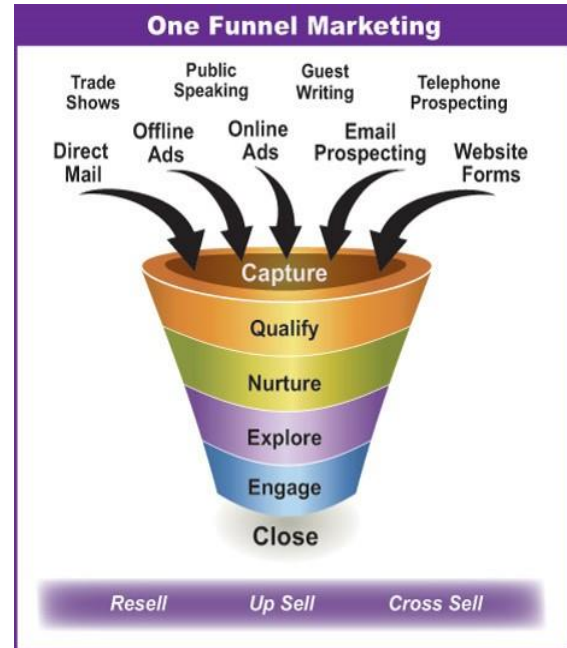 One Funnel Marketing
Trade
Shows
Public
Speaking
Guest
Writing
Telephone
Prospecting
Direct
Mail
Offline
Ads
Online
Ads
Email
Prospecting
Website
Forms
Capture
Qualify
Nurture
Explore
Engage
Close
Resell Up Sell Cross Sell